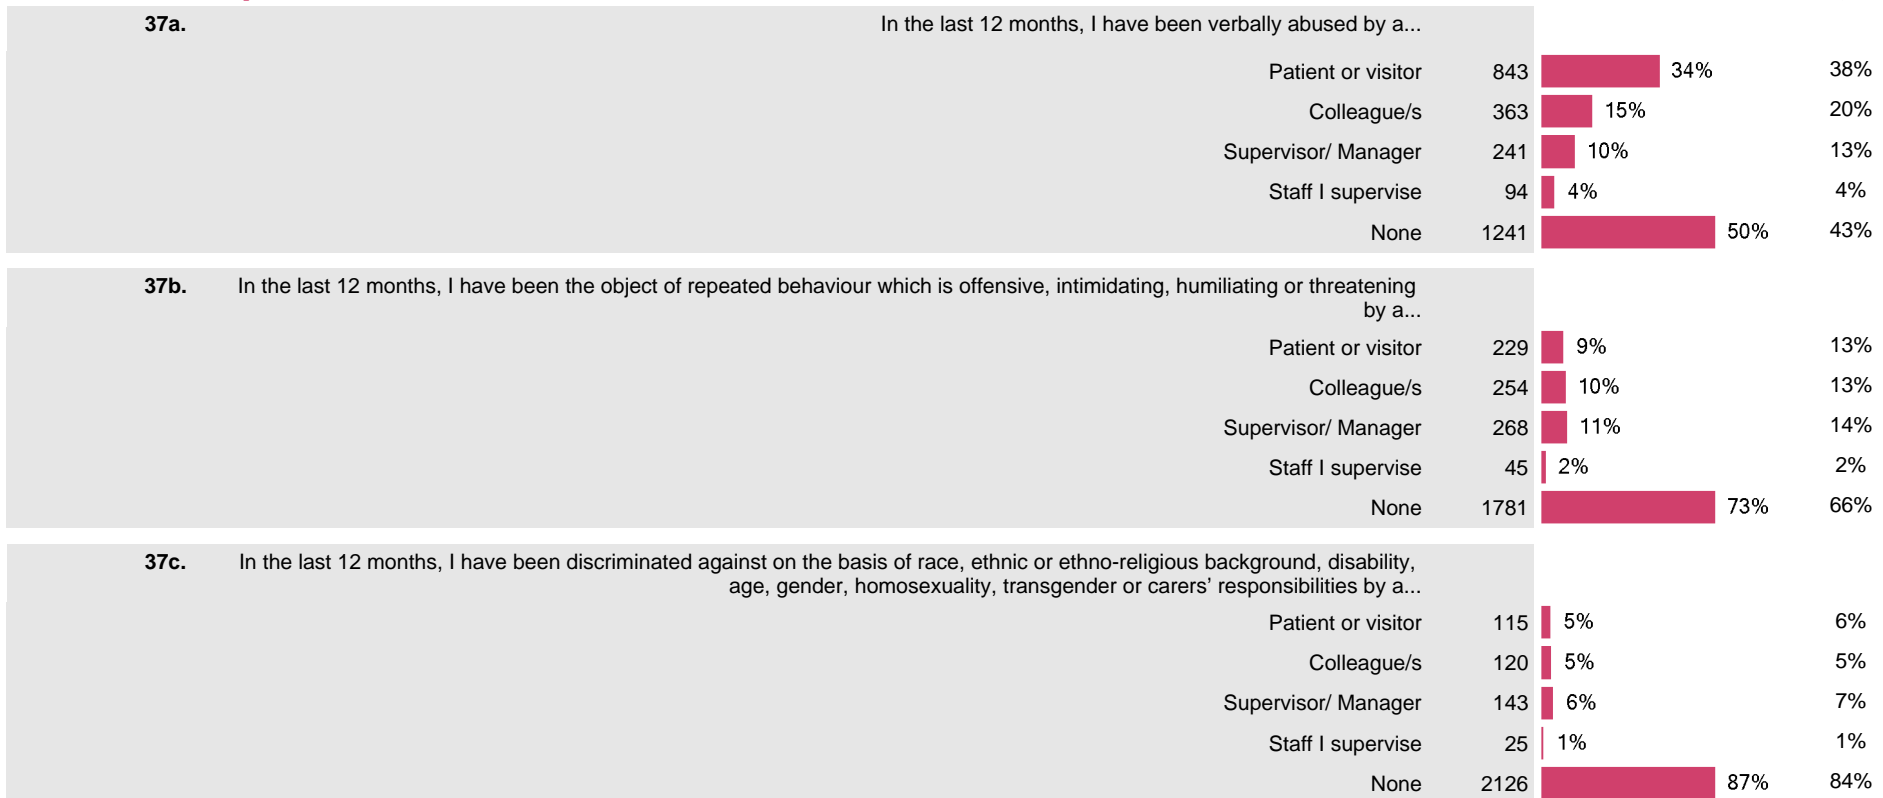 37a. In the last 12 months, I have been verbally abused by a...
Patient or visitor 843 34% 38%
Colleague/s 363 15% 20%
Supervisor/ Manager 241 10% 13%
Staff I supervise 94 4% 4%
None 1241 50% 43%
37b. In the last 12 months, I have been the object of repeated behaviour which is offensive, intimidating, humiliating or threatening
by a...
Patient or visitor 229 9% 13%
Colleague/s 254 10% 13%
Supervisor/ Manager 268 11% 14%
Staff I supervise 45 2% 2%
None 1781 73% 66%
37c. In the last 12 months, I have been discriminated against on the basis of race, ethnic or ethno-religious background, disability,
age, gender, homosexuality, transgender or carers’ responsibilities by a...
Patient or visitor 115 5% 6%
Colleague/s 120 5% 5%
Supervisor/ Manager 143 6% 7%
Staff I supervise 25 1% 1%
None 2126 87% 84%